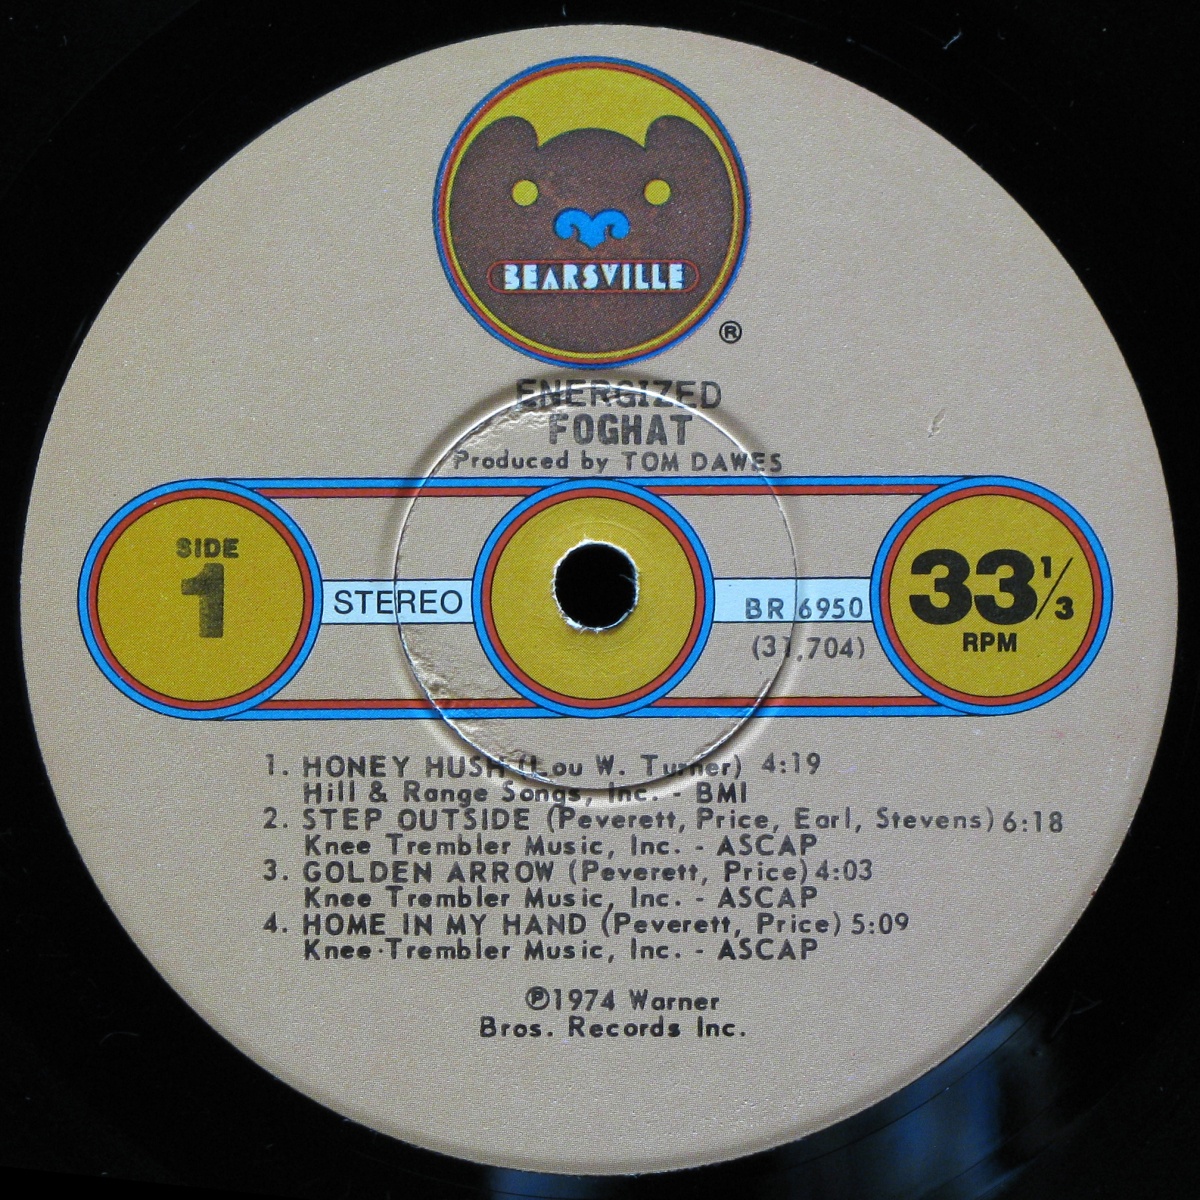 BEARSVILLE
®
ENERGIZED
FOGHAT
Produced by TOM DAWES
SIDE
1
STEREO
BR 6950
(31,704)
33 1/3
RPM
1. HONEY HUSH (Lou W. Turner) 4:19
Hill & Range Songs, Inc. - BMI
2. STEP OUTSIDE (Peverett, Price, Earl, Stevens) 6:18
Knee Trembler Music, Inc. - ASCAP
3. GOLDEN ARROW (Peverett, Price) 4:03
Knee Trembler Music, Inc. - ASCAP
4. HOME IN MY HAND (Peverett, Price) 5:09
Knee-Trembler Music, Inc. - ASCAP
℗1974 Warner
Bros. Records Inc.